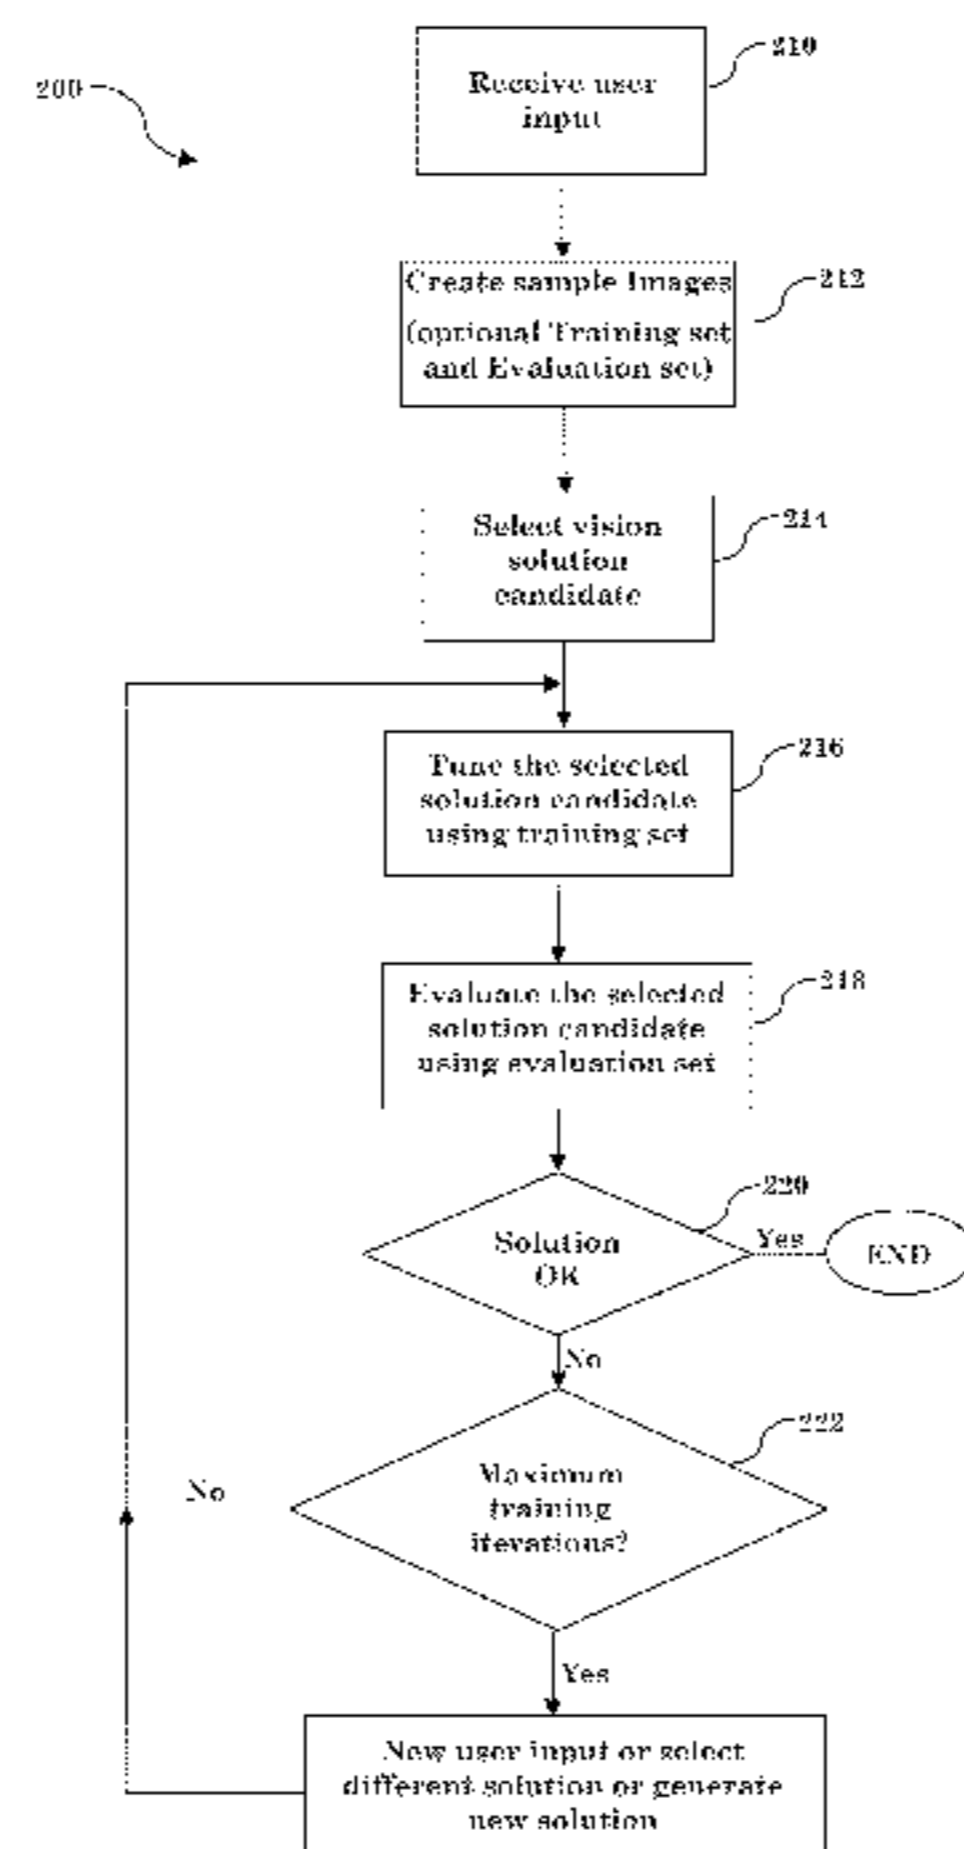 200
210
Receive user
input
212
Create sample Images
(optional Training set
and Evaluation set)
214
Select vision
solution
candidate
216
Tune the selected
solution candidate
using training set
218
Evaluate the selected
solution candidate
using evaluation set
220
Solution
OK
Yes
END
No
222
Maximum
training
iterations?
No
Yes
New user input or select
different solution or generate
new solution